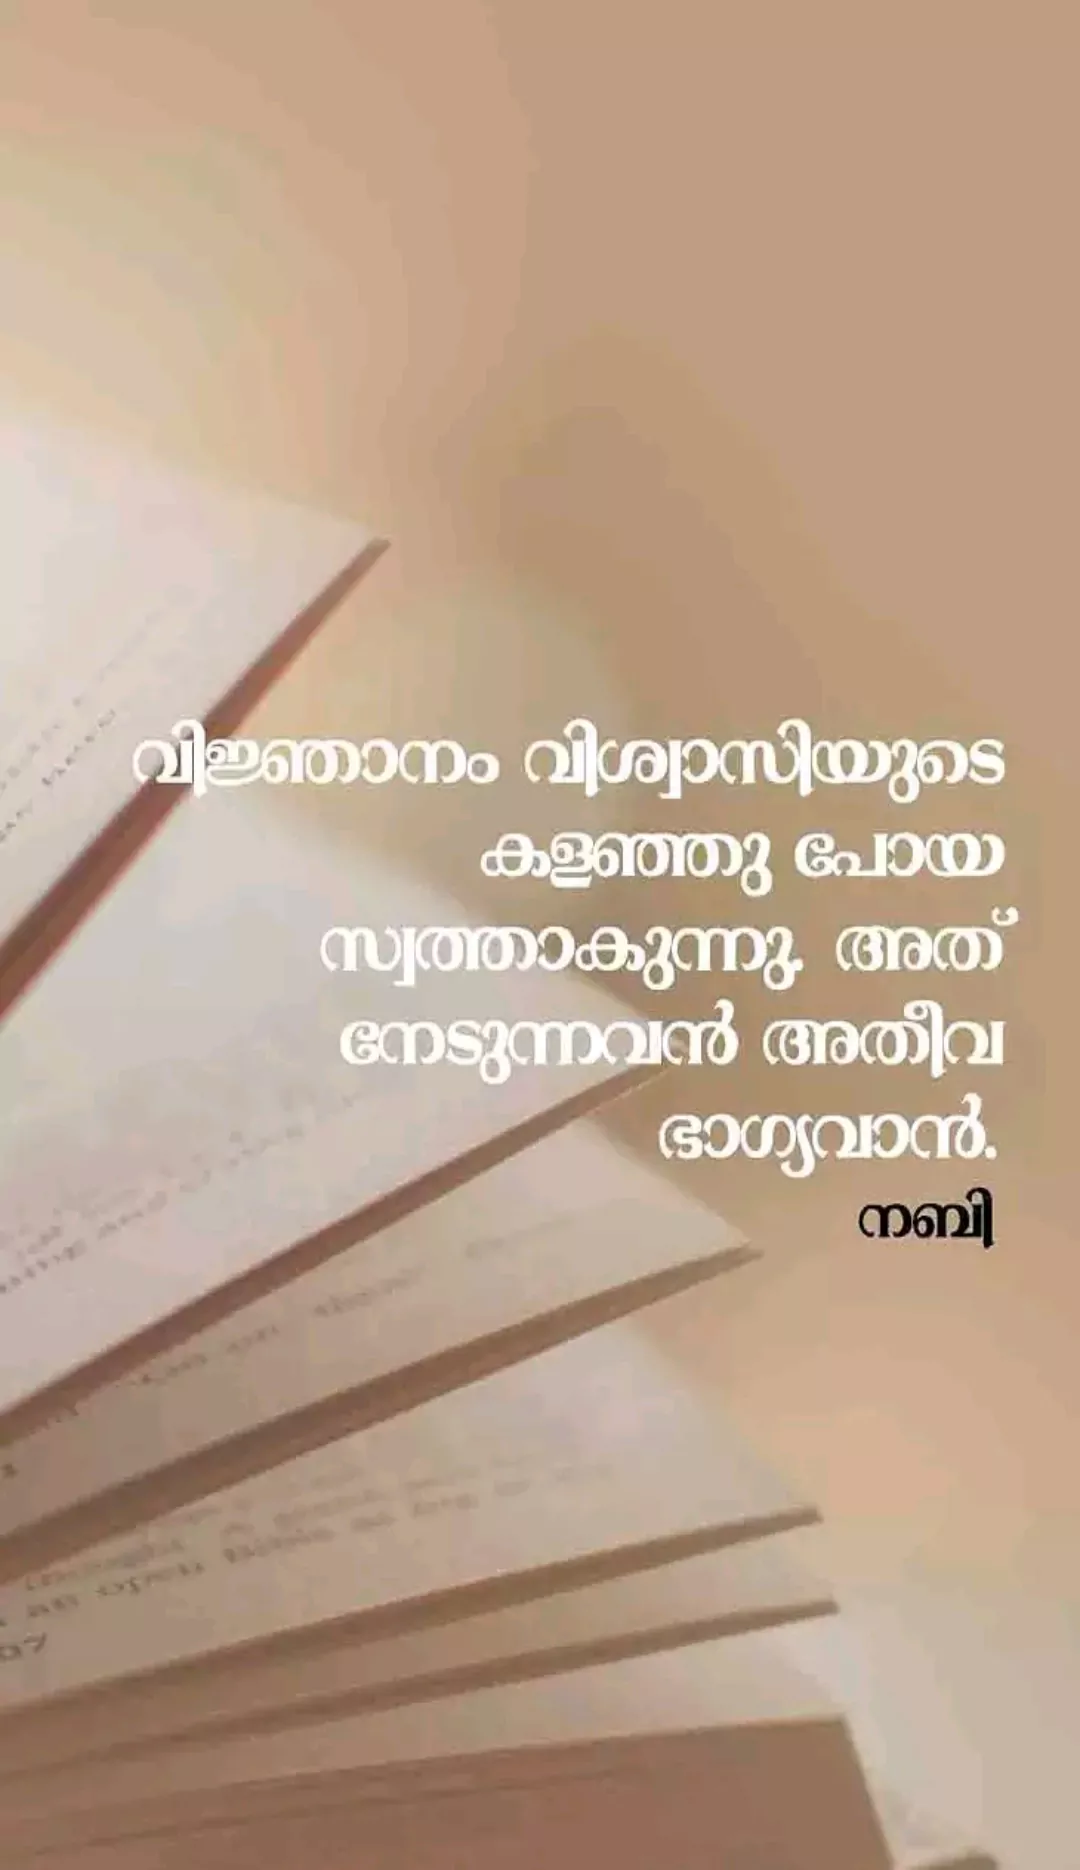 വിജ്ഞാനം വിശ്വാസിയുടെ
കളഞ്ഞു പോയ
സ്വത്താകുന്നു. അത്
നേടുന്നവൻ അതീവ
ഭാഗ്യവാൻ.
നബി